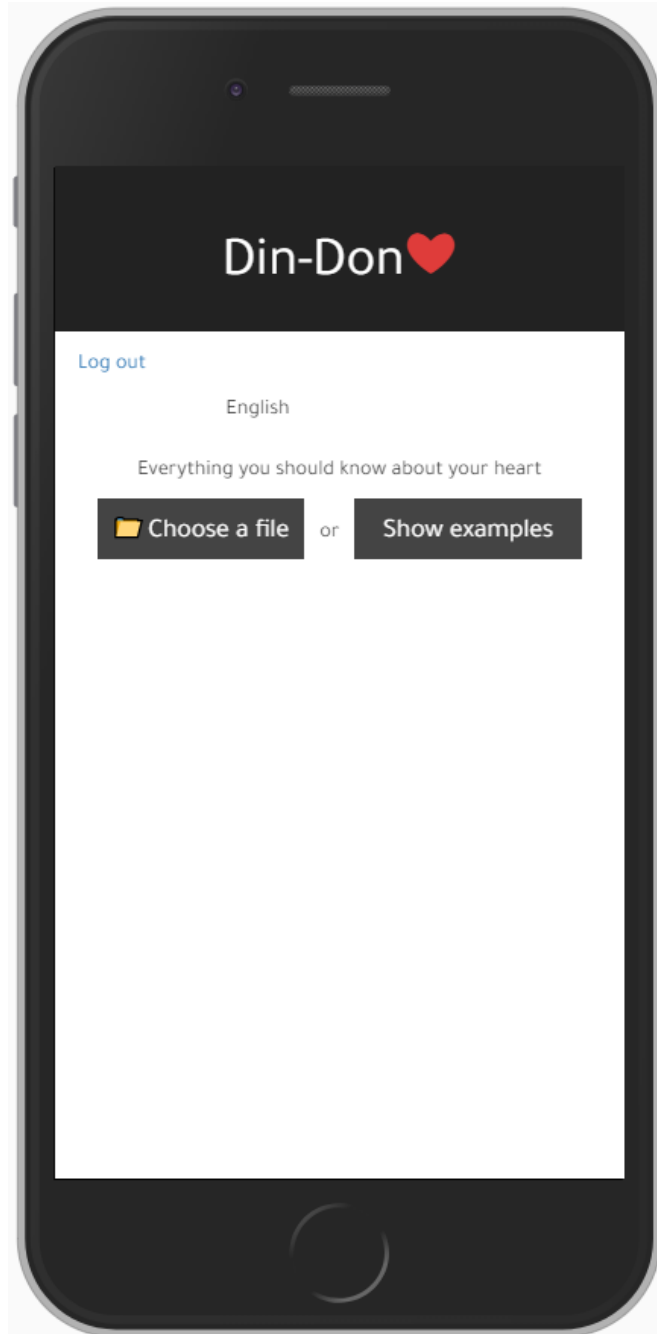 Din-Don❤️
Log out
English
Everything you should know about your heart
📁 Choose a file or Show examples